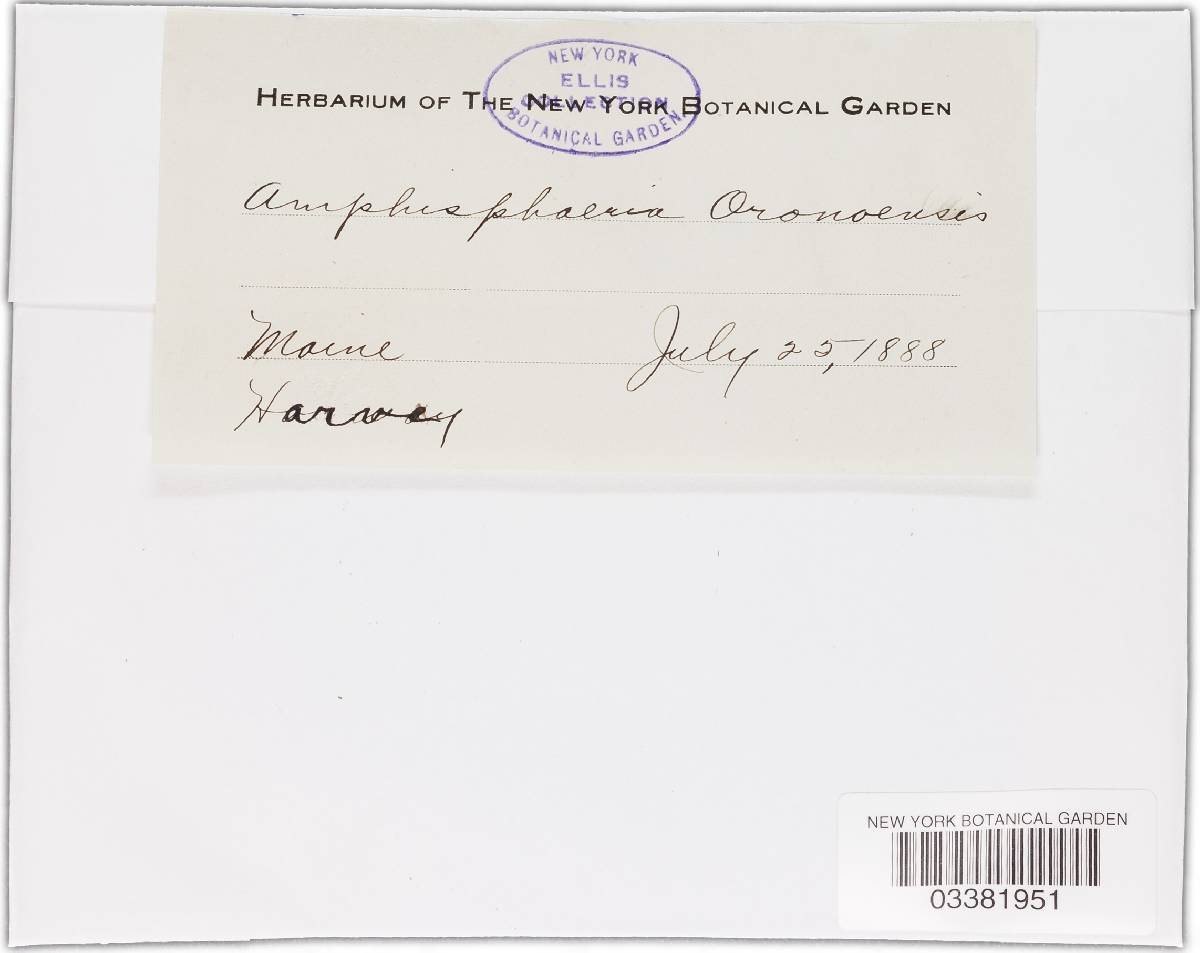 NEW YORK
ELLIS
COLLECTION
BOTANICAL GARDEN
HERBARIUM OF THE NEW YORK BOTANICAL GARDEN
Amphisphaeria Oronoensis
Maine July 25, 1888
Harvey
NEW YORK BOTANICAL GARDEN
03381951